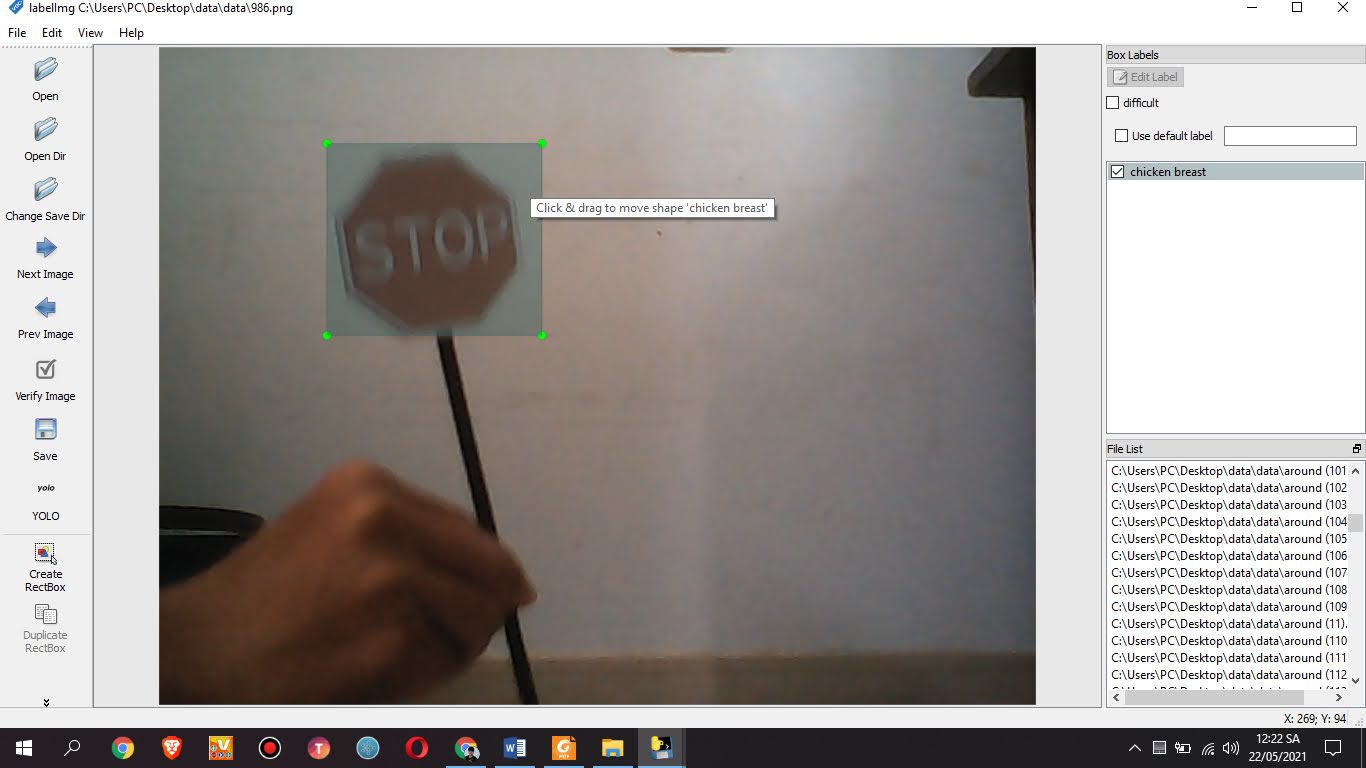 labelImg C:\Users\PC\Desktop\data\data\986.png
File Edit View Help
Open
Open Dir
Change Save Dir
Next Image
Prev Image
Verify Image
Save
yolo
YOLO
Create
RectBox
Duplicate
RectBox
STOP
Click & drag to move shape 'chicken breast'
Box Labels
Edit Label
difficult
Use default label
chicken breast
File List
C:\Users\PC\Desktop\data\data\around (101
C:\Users\PC\Desktop\data\data\around (102
C:\Users\PC\Desktop\data\data\around (103
C:\Users\PC\Desktop\data\data\around (104
C:\Users\PC\Desktop\data\data\around (105
C:\Users\PC\Desktop\data\data\around (106
C:\Users\PC\Desktop\data\data\around (107
C:\Users\PC\Desktop\data\data\around (108
C:\Users\PC\Desktop\data\data\around (109
C:\Users\PC\Desktop\data\data\around (11).
C:\Users\PC\Desktop\data\data\around (110
C:\Users\PC\Desktop\data\data\around (111
C:\Users\PC\Desktop\data\data\around (112
X: 269; Y: 94
12:22 SA
22/05/2021